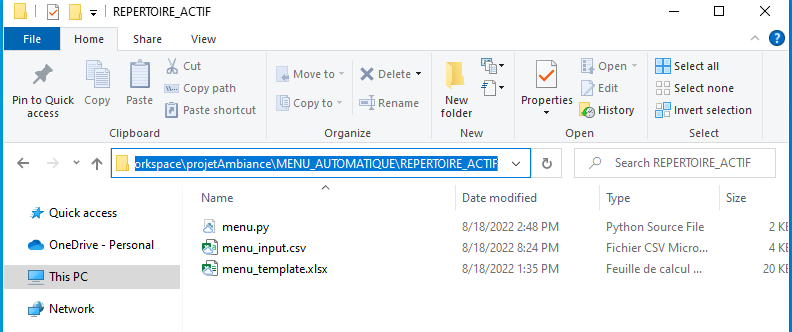 REPERTOIRE_ACTIF
File Home Share View
Pin to Quick access
Copy
Paste
Cut
Copy path
Paste shortcut
Clipboard
Move to
Copy to
Delete
Rename
Organize
New folder
New
Properties
Open
Edit
History
Open
Select all
Select none
Invert selection
Select
orkspace\projetAmbiance\MENU_AUTOMATIQUE\REPERTOIRE_ACTIF
Search REPERTOIRE_ACTIF
Quick access
OneDrive - Personal
This PC
Network
Name Date modified Type Size
menu.py 8/18/2022 2:48 PM Python Source File 2 KB
menu_input.csv 8/18/2022 8:24 PM Fichier CSV Micro... 4 KB
menu_template.xlsx 8/18/2022 1:35 PM Feuille de calcul ... 20 KB